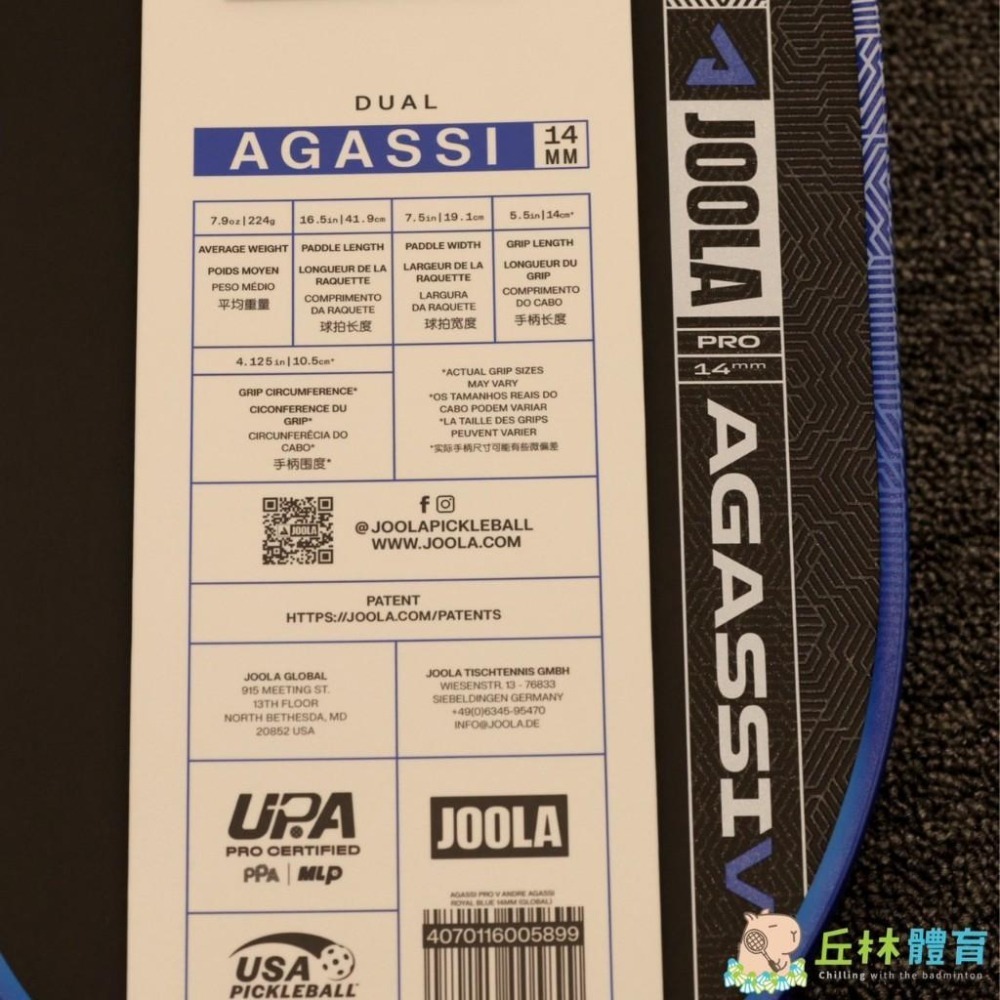 DUAL
AGASSI
14
MM
7.9oz|224g
AVERAGE WEIGHT
POIDS MOYEN
PESO MÉDIO
平均重量
16.5in|41.9cm
PADDLE LENGTH
LONGUEUR DE LA
RAQUETTE
COMPRIMENTO
DA RAQUETE
球拍长度
7.5in|19.1cm
PADDLE WIDTH
LARGEUR DE LA
RAQUETTE
LARGURA
DA RAQUETE
球拍宽度
5.5in|14cm*
GRIP LENGTH
LONGUEUR DU
GRIP
COMPRIMENTO
DO CABO
手柄长度
4.125in|10.5cm*
GRIP CIRCUMFERENCE*
CICONFERENCE DU
GRIP*
CIRCUNFERÊCIA DO
CABO*
手柄围度*
*ACTUAL GRIP SIZES
MAY VARY
*OS TAMANHOS REAIS DO
CABO PODEM VARIAR
*LA TAILLE DES GRIPS
PEUVENT VARIER
*实际手柄尺寸可能有些微偏差
JOOLA
@JOOLAPICKLEBALL
WWW.JOOLA.COM
PATENT
HTTPS://JOOLA.COM/PATENTS
JOOLA GLOBAL
915 MEETING ST.
13TH FLOOR
NORTH BETHESDA, MD
20852 USA
JOOLA TISCHTENNIS GMBH
WIESENSTR. 13 - 76833
SIEBELDINGEN GERMANY
+49(0)6345-95470
INFO@JOOLA.DE
UPA
PRO CERTIFIED
PPA | MLP
USA
PICKLEBALL
JOOLA
AGASSI PRO V ANDRE AGASSI
ROYAL BLUE 14MM (GLOBAL)
4070116005899
JOOLA
PRO
14mm
AGASSI V
丘林體育
Chilling with the badminton